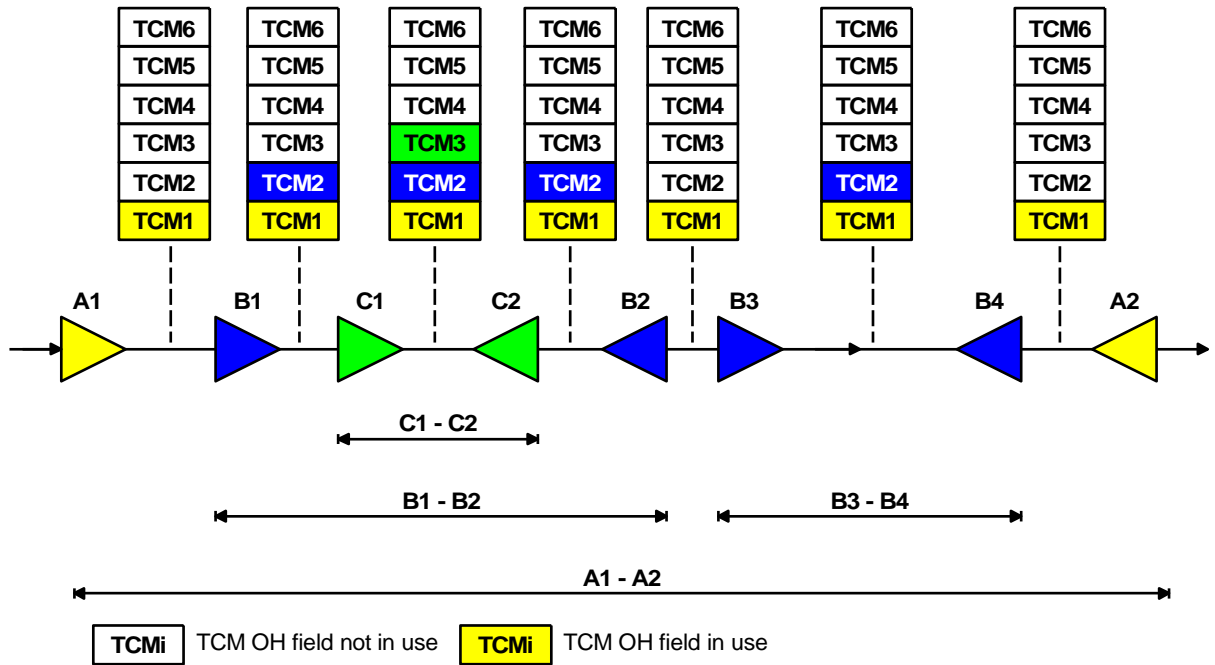 TCM6 TCM6 TCM6 TCM6 TCM6 TCM6 TCM6
TCM5 TCM5 TCM5 TCM5 TCM5 TCM5 TCM5
TCM4 TCM4 TCM4 TCM4 TCM4 TCM4 TCM4
TCM3 TCM3 TCM3 TCM3 TCM3 TCM3 TCM3
TCM2 TCM2 TCM2 TCM2 TCM2 TCM2 TCM2
TCM1 TCM1 TCM1 TCM1 TCM1 TCM1 TCM1
A1 B1 C1 C2 B2 B3 B4 A2
C1 - C2
B1 - B2 B3 - B4
A1 - A2
TCMi TCM OH field not in use TCMi TCM OH field in use